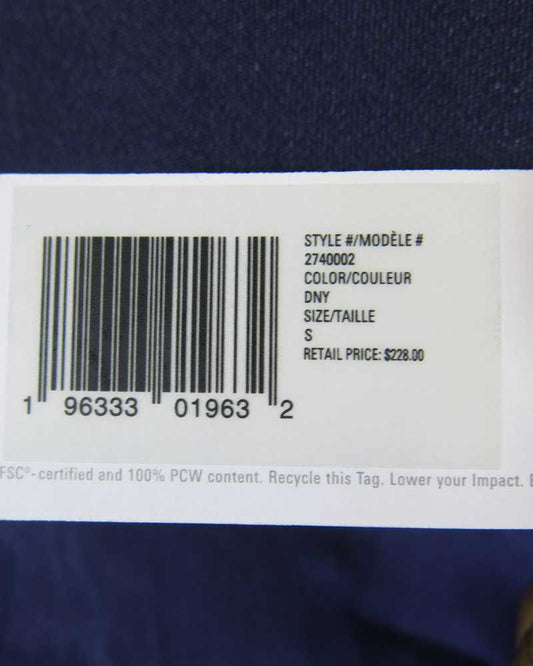 STYLE #/MODÈLE #
2740002
COLOR/COULEUR
DNY
SIZE/TAILLE
S
RETAIL PRICE: $228.00
1 96333 01963 2
FSC®- certified and 100% PCW content. Recycle this Tag. Lower your Impact.